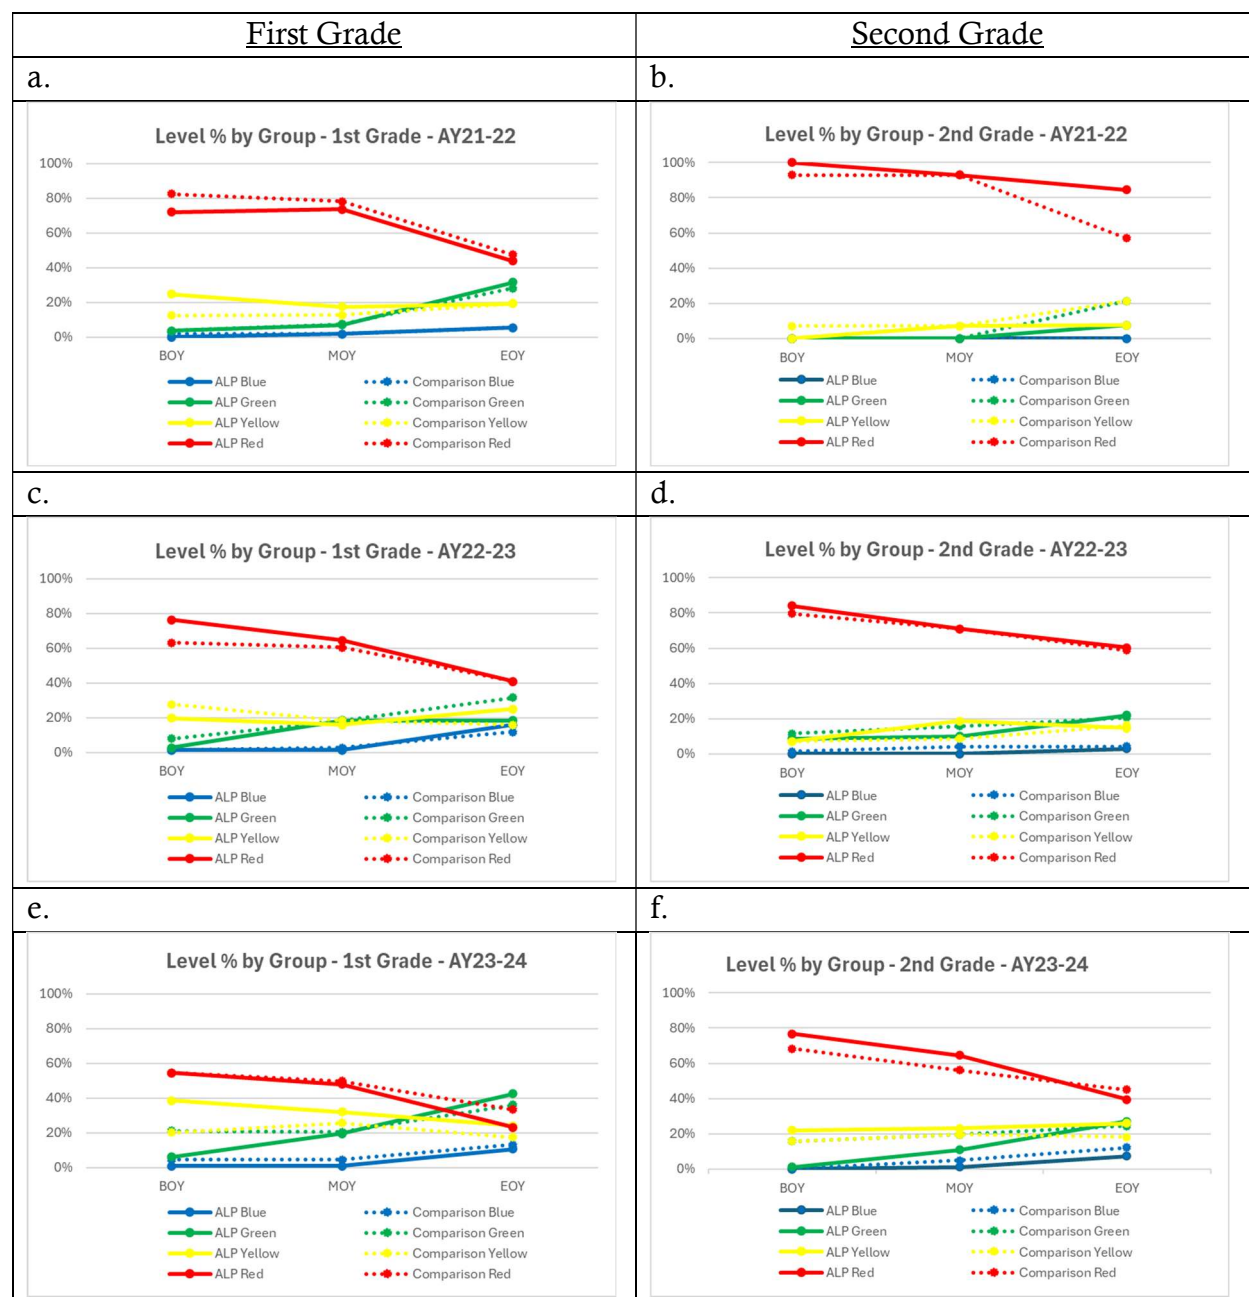 First Grade
Second Grade
a.
b.
Level % by Group - 1st Grade - AY21-22
100%
80%
60%
40%
20%
0%
BOY MOY EOY
ALP Blue Comparison Blue
ALP Green Comparison Green
ALP Yellow Comparison Yellow
ALP Red Comparison Red
Level % by Group - 2nd Grade - AY21-22
100%
80%
60%
40%
20%
0%
BOY MOY EOY
ALP Blue Comparison Blue
ALP Green Comparison Green
ALP Yellow Comparison Yellow
ALP Red Comparison Red
c.
d.
Level % by Group - 1st Grade - AY22-23
100%
80%
60%
40%
20%
0%
BOY MOY EOY
ALP Blue Comparison Blue
ALP Green Comparison Green
ALP Yellow Comparison Yellow
ALP Red Comparison Red
Level % by Group - 2nd Grade - AY22-23
100%
80%
60%
40%
20%
0%
BOY MOY EOY
ALP Blue Comparison Blue
ALP Green Comparison Green
ALP Yellow Comparison Yellow
ALP Red Comparison Red
e.
f.
Level % by Group - 1st Grade - AY23-24
100%
80%
60%
40%
20%
0%
BOY MOY EOY
ALP Blue Comparison Blue
ALP Green Comparison Green
ALP Yellow Comparison Yellow
ALP Red Comparison Red
Level % by Group - 2nd Grade - AY23-24
100%
80%
60%
40%
20%
0%
BOY MOY EOY
ALP Blue Comparison Blue
ALP Green Comparison Green
ALP Yellow Comparison Yellow
ALP Red Comparison Red